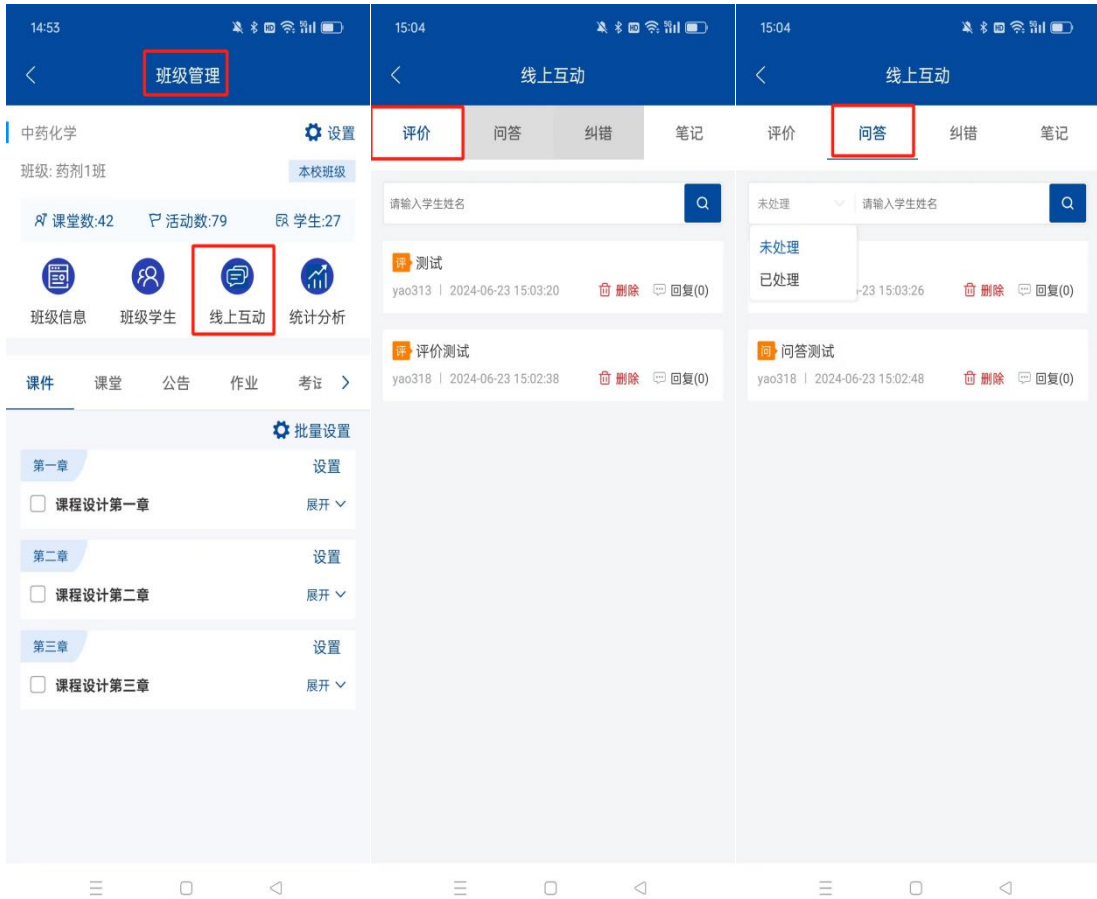 14:53
班级管理
中药化学
设置
班级: 药剂1班
本校班级
课堂数:42
活动数:79
学生:27
班级信息
班级学生
线上互动
统计分析
课件
课堂
公告
作业
批量设置
第一章
设置
课程设计第一章
展开
第二章
设置
课程设计第二章
展开
第三章
设置
课程设计第三章
展开
15:04
线上互动
评价
问答
纠错
笔记
请输入学生姓名
评 测试
yao313 | 2024-06-23 15:03:20
删除
回复(0)
评 评价测试
yao318 | 2024-06-23 15:02:38
删除
回复(0)
15:04
线上互动
评价
问答
纠错
笔记
未处理
请输入学生姓名
未处理
已处理
-23 15:03:26
删除
回复(0)
问 问答测试
yao318 | 2024-06-23 15:02:48
删除
回复(0)